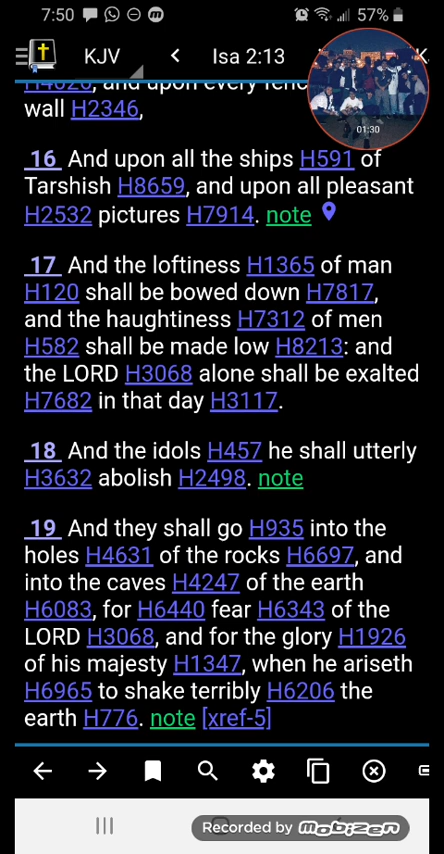 7:50 57%
KJV Isa 2:13
H4026, and upon every
wall H2346,
01:30
16 And upon all the ships H591 of
Tarshish H8659, and upon all pleasant
H2532 pictures H7914. note
17 And the loftiness H1365 of man
H120 shall be bowed down H7817,
and the haughtiness H7312 of men
H582 shall be made low H8213: and
the LORD H3068 alone shall be exalted
H7682 in that day H3117.
18 And the idols H457 he shall utterly
H3632 abolish H2498. note
19 And they shall go H935 into the
holes H4631 of the rocks H6697, and
into the caves H4247 of the earth
H6083, for H6440 fear H6343 of the
LORD H3068, and for the glory H1926
of his majesty H1347, when he ariseth
H6965 to shake terribly H6206 the
earth H776. note [xref-5]
Recorded by Mobizen